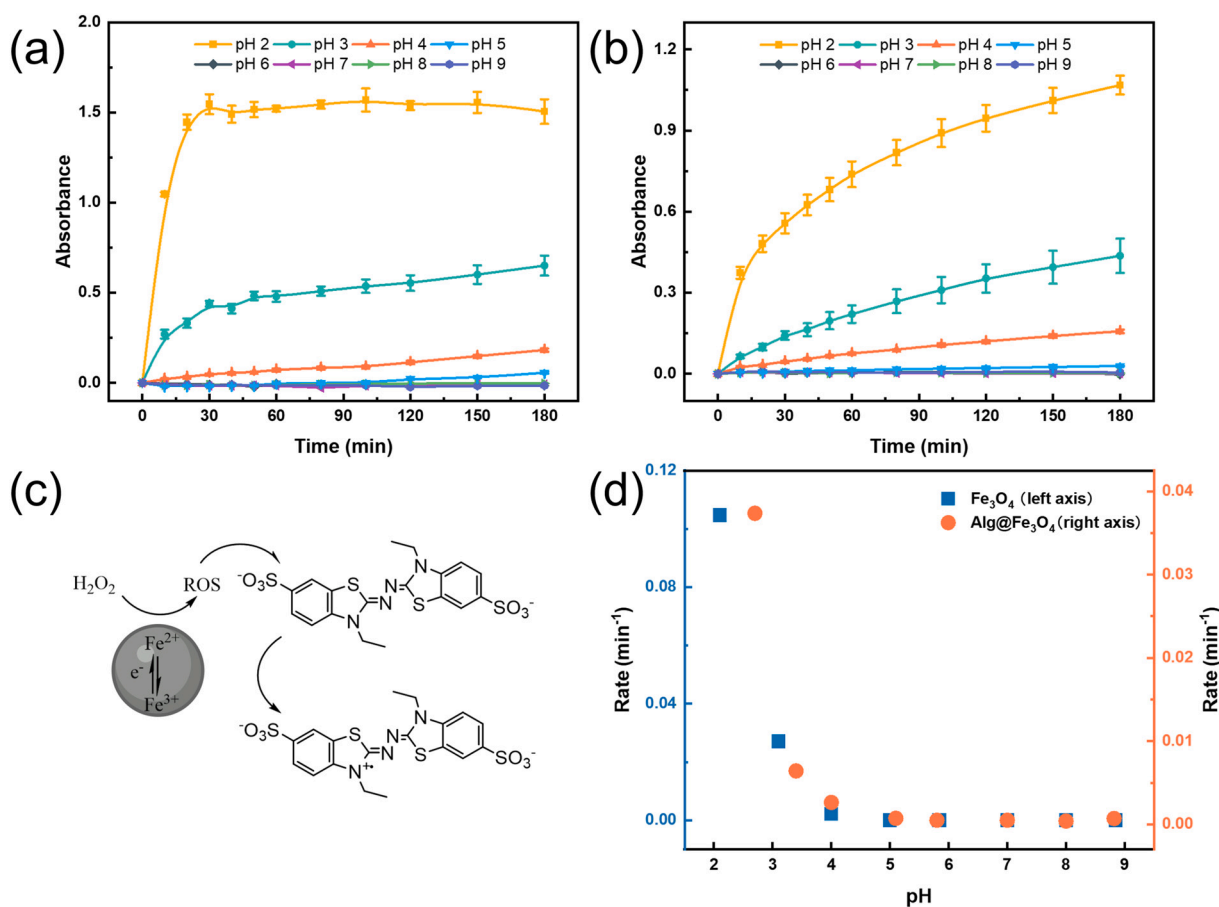 (a)
2.0
1.5
1.0
0.5
0.0
Absorbance
pH 2 pH 3 pH 4 pH 5
pH 6 pH 7 pH 8 pH 9
0 30 60 90 120 150 180
Time (min)
(b)
1.2
0.9
0.6
0.3
0.0
Absorbance
pH 2 pH 3 pH 4 pH 5
pH 6 pH 7 pH 8 pH 9
0 30 60 90 120 150 180
Time (min)
(c)
H₂O₂
ROS
Fe²⁺
e⁻
Fe³⁺
⁻O₃S
S
N
N
N
S
SO₃⁻
N
⁻O₃S
S
N
N
N
S
SO₃⁻
N⁺•
(d)
0.12
0.08
0.04
0.00
Rate (min⁻¹)
Fe₃O₄ (left axis)
Alg@Fe₃O₄(right axis)
0.04
0.03
0.02
0.01
0.00
Rate (min⁻¹)
2 3 4 5 6 7 8 9
pH